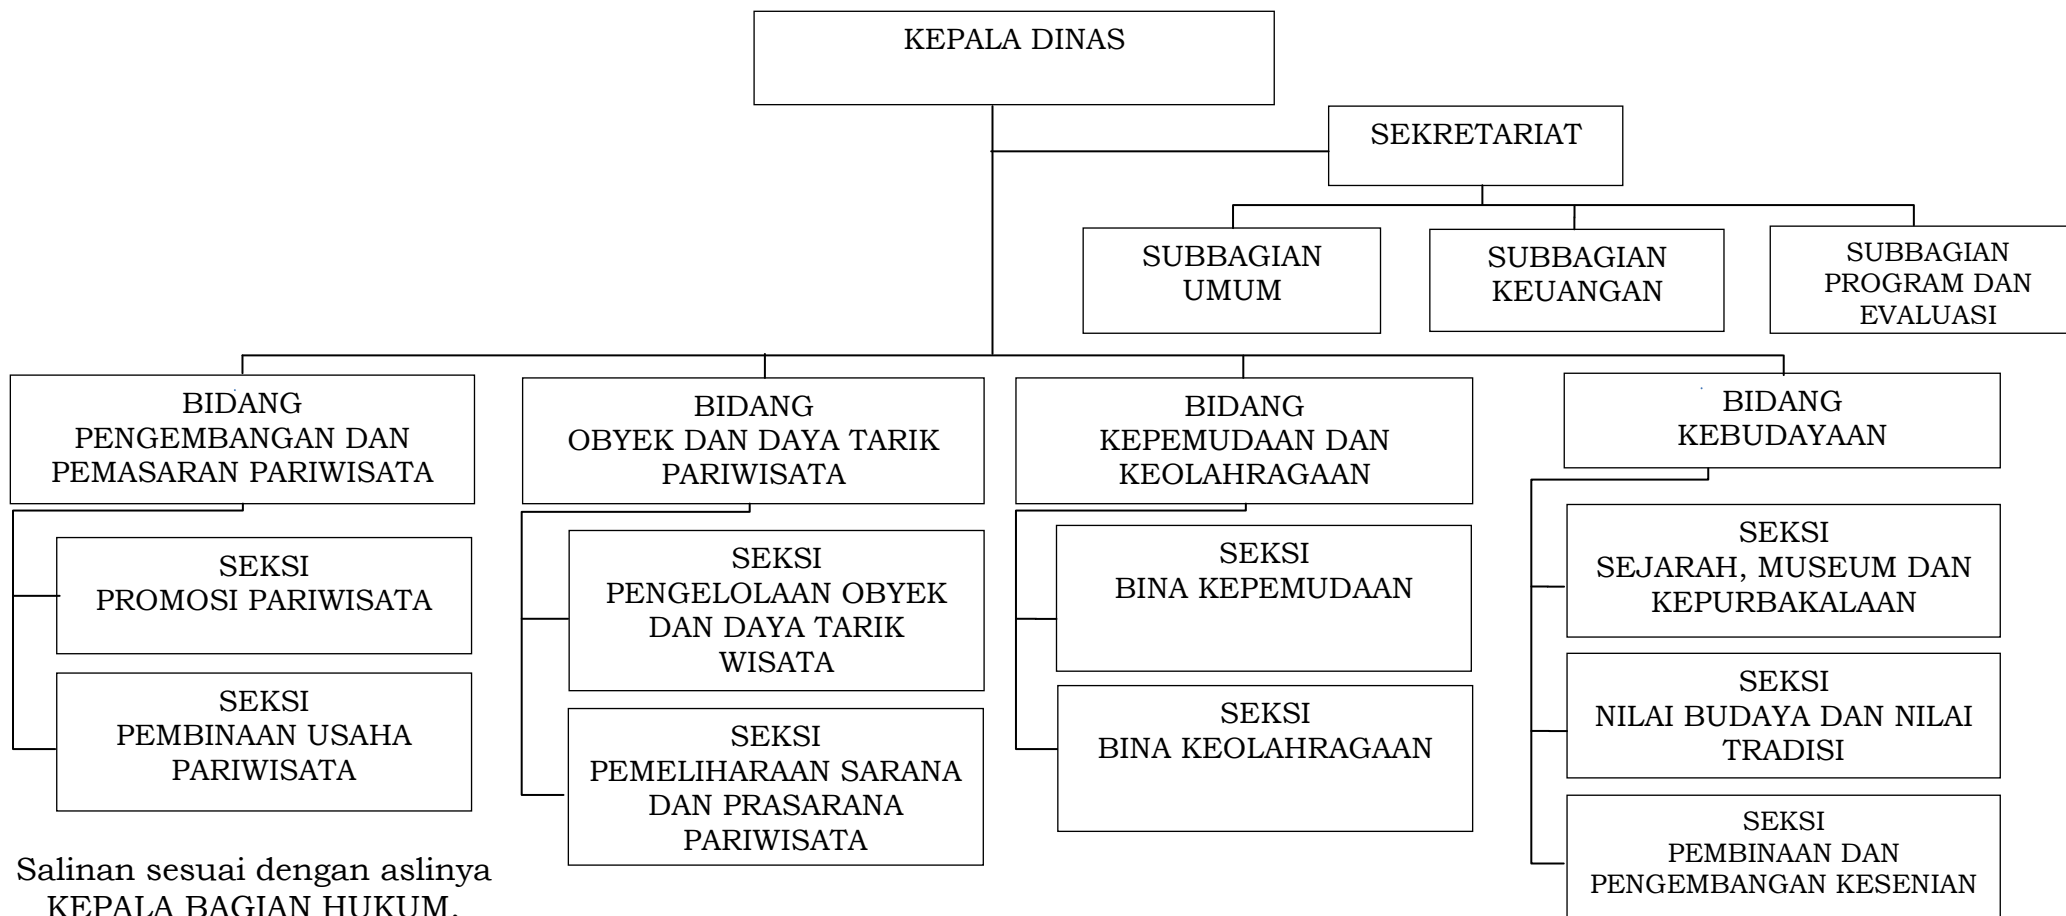 KEPALA DINAS
SEKRETARIAT
SUBBAGIAN
UMUM
SUBBAGIAN
KEUANGAN
SUBBAGIAN
PROGRAM DAN
EVALUASI
BIDANG
PENGEMBANGAN DAN
PEMASARAN PARIWISATA
SEKSI
PROMOSI PARIWISATA
SEKSI
PEMBINAAN USAHA
PARIWISATA
BIDANG
OBYEK DAN DAYA TARIK
PARIWISATA
SEKSI
PENGELOLAAN OBYEK
DAN DAYA TARIK
WISATA
SEKSI
PEMELIHARAAN SARANA
DAN PRASARANA
PARIWISATA
BIDANG
KEPEMUDAAN DAN
KEOLAHRAGAAN
SEKSI
BINA KEPEMUDAAN
SEKSI
BINA KEOLAHRAGAAN
BIDANG
KEBUDAYAAN
SEKSI
SEJARAH, MUSEUM DAN
KEPURBAKALAAN
SEKSI
NILAI BUDAYA DAN NILAI
TRADISI
SEKSI
PEMBINAAN DAN
PENGEMBANGAN KESENIAN
Salinan sesuai dengan aslinya
KEPALA BAGIAN HUKUM,